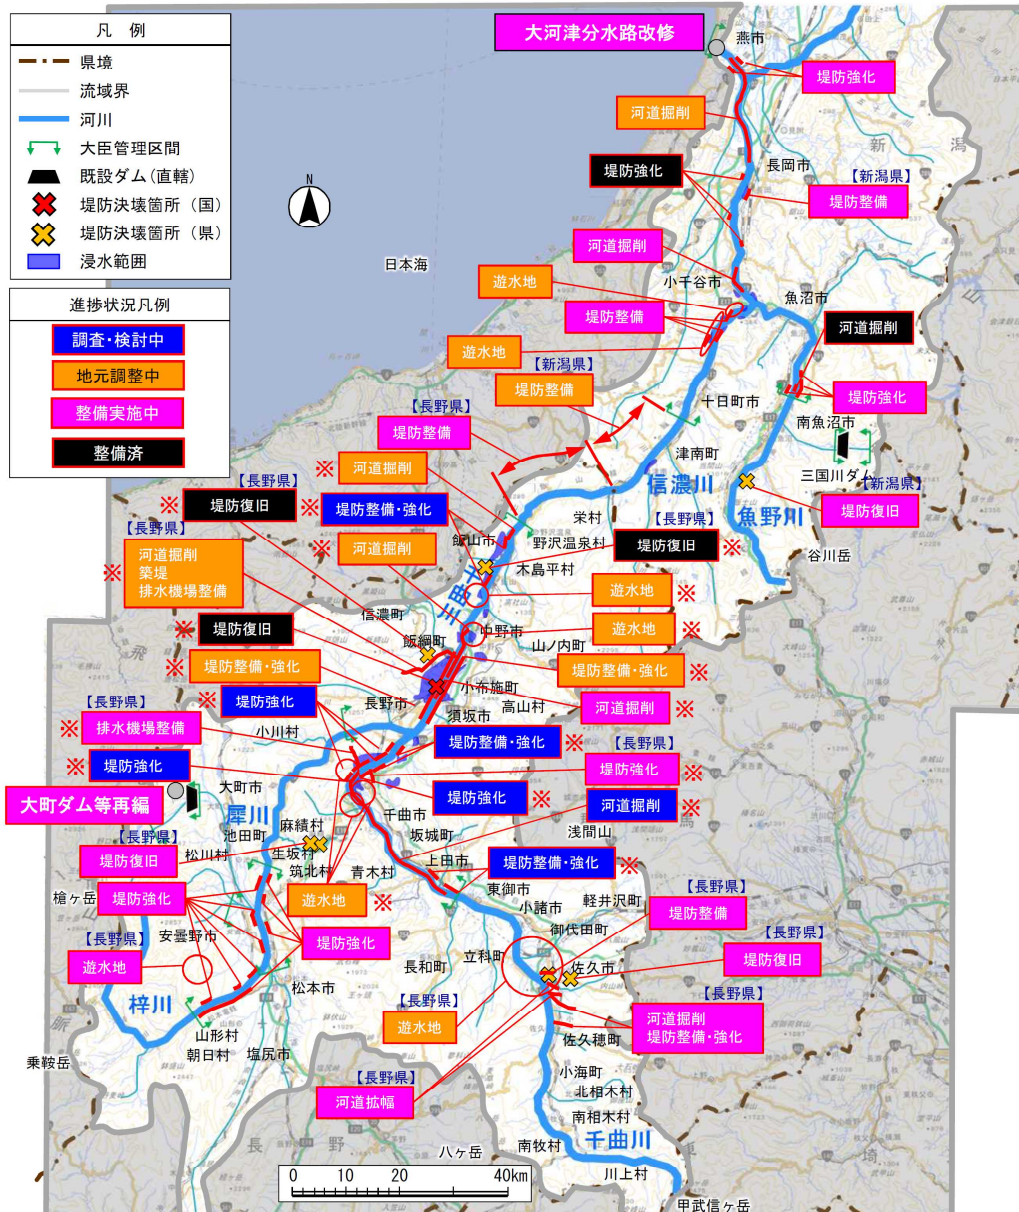 凡 例
県境
流域界
河川
大臣管理区間
既設ダム(直轄)
堤防決壊箇所（国）
堤防決壊箇所（県）
浸水範囲
進捗状況凡例
調査・検討中
地元調整中
整備実施中
整備済
N
日本海
大河津分水路改修
燕市
堤防強化
河道掘削
新潟
長岡市
堤防強化
【新潟県】
堤防整備
河道掘削
小千谷市
遊水地
魚沼市
堤防整備
河道掘削
遊水地
【新潟県】
堤防整備
堤防強化
十日町市
【長野県】
堤防整備
南魚沼市
津南町
三国川ダム
※
河道掘削
信濃川
【新潟県】
堤防復旧
魚野川
【長野県】
※
堤防復旧
※
堤防整備・強化
栄村
【長野県】
堤防復旧
※
谷川岳
【長野県】
※
河道掘削
築堤
排水機場整備
※
河道掘削
飯山市
野沢温泉村
木島平村
千曲川
遊水地
※
信濃町
※
堤防復旧
飯綱町
中野市
遊水地
※
山ノ内町
※
堤防整備・強化
堤防整備・強化
※
小布施町
高山村
※
堤防強化
長野市
須坂市
河道掘削
※
【長野県】
※
排水機場整備
小川村
堤防整備・強化
※
【長野県】
堤防強化
※
※
堤防強化
大町市
堤防強化
※
河道掘削
※
大町ダム等再編
犀川
千曲市
浅間山
池田町
麻績村
坂城町
【長野県】
堤防復旧
松川村
生坂村
筑北村
青木村
上田市
堤防整備・強化
※
東御市
槍ヶ岳
堤防強化
遊水地
※
小諸市
軽井沢町
【長野県】
堤防整備
御代田町
安曇野市
堤防強化
【長野県】
遊水地
立科町
長和町
佐久市
【長野県】
堤防復旧
松本市
梓川
遊水地
【長野県】
河道掘削
堤防整備・強化
山形村
朝日村
塩尻市
佐久穂町
乗鞍岳
小海町
【長野県】
河道拡幅
北相木村
南相木村
長野
八ヶ岳
南牧村
千曲川
川上村
0 10 20 40km
甲武信ヶ岳
埼